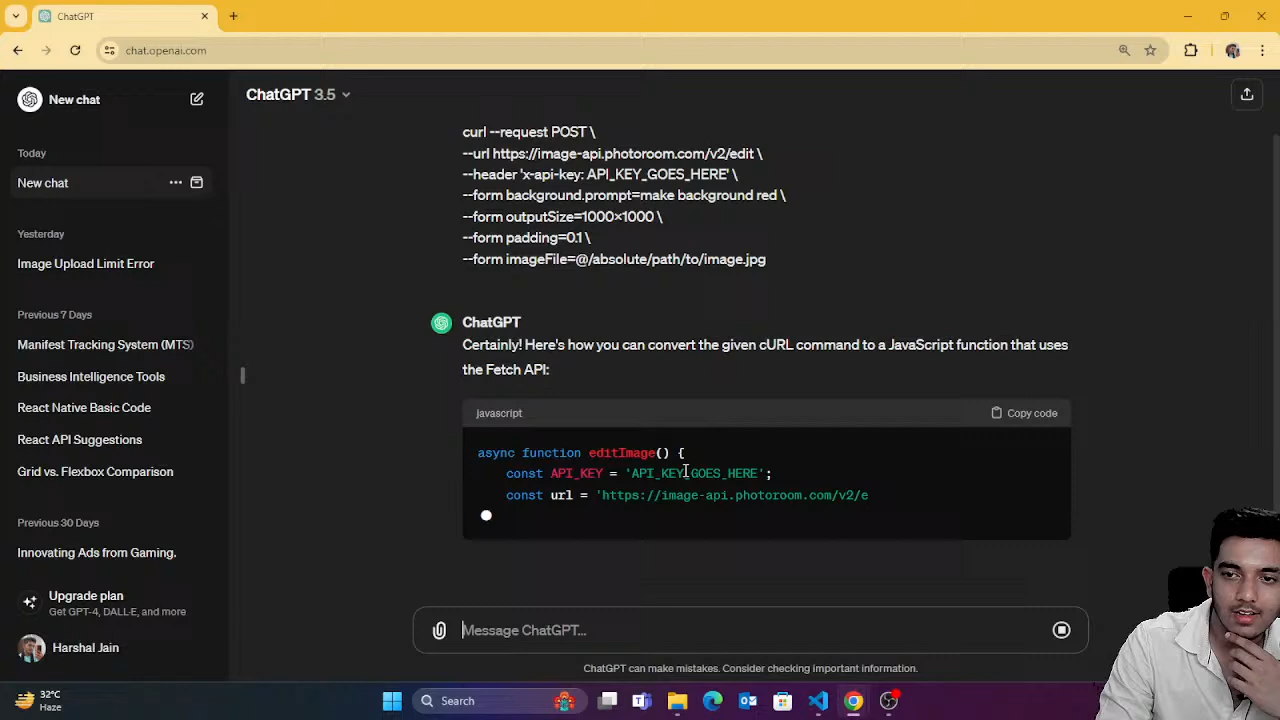 ChatGPT
chat.openai.com
New chat
ChatGPT 3.5
Today
New chat
Yesterday
Image Upload Limit Error
Previous 7 Days
Manifest Tracking System (MTS)
Business Intelligence Tools
React Native Basic Code
React API Suggestions
Grid vs. Flexbox Comparison
Previous 30 Days
Innovating Ads from Gaming.
Upgrade plan
Get GPT-4, DALL·E, and more
Harshal Jain
curl --request POST \
--url https://image-api.photoroom.com/v2/edit \
--header 'x-api-key: API_KEY_GOES_HERE' \
--form background.prompt=make background red \
--form outputSize=1000×1000 \
--form padding=0.1 \
--form imageFile=@/absolute/path/to/image.jpg
ChatGPT
Certainly! Here's how you can convert the given cURL command to a JavaScript function that uses
the Fetch API:
javascript
Copy code
async function editImage() {
const API_KEY = 'API_KEY_GOES_HERE';
const url = 'https://image-api.photoroom.com/v2/e
Message ChatGPT...
ChatGPT can make mistakes. Consider checking important information.
32°C
Haze
Search